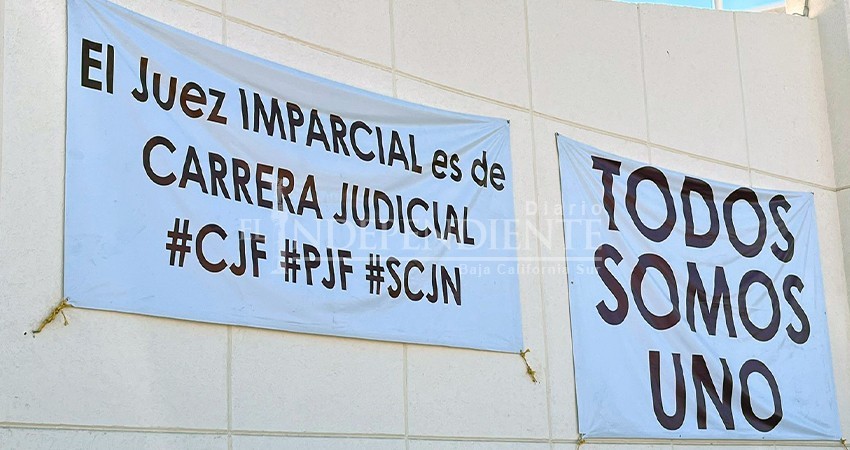 El Juez IMPARCIAL es de
CARRERA JUDICIAL
#CJF #PJF #SCJN
TODOS
SOMOS
UNO
Diario
EL INDEPENDIENTE
Baja California Sur